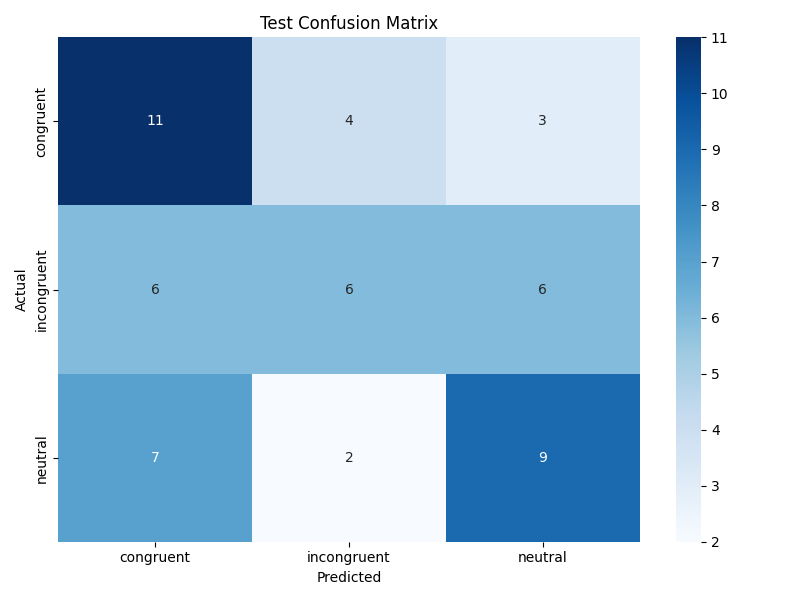 Test Confusion Matrix
Actual
congruent
incongruent
neutral
11 4 3
6 6 6
7 2 9
congruent incongruent neutral
Predicted
11
10
9
8
7
6
5
4
3
2